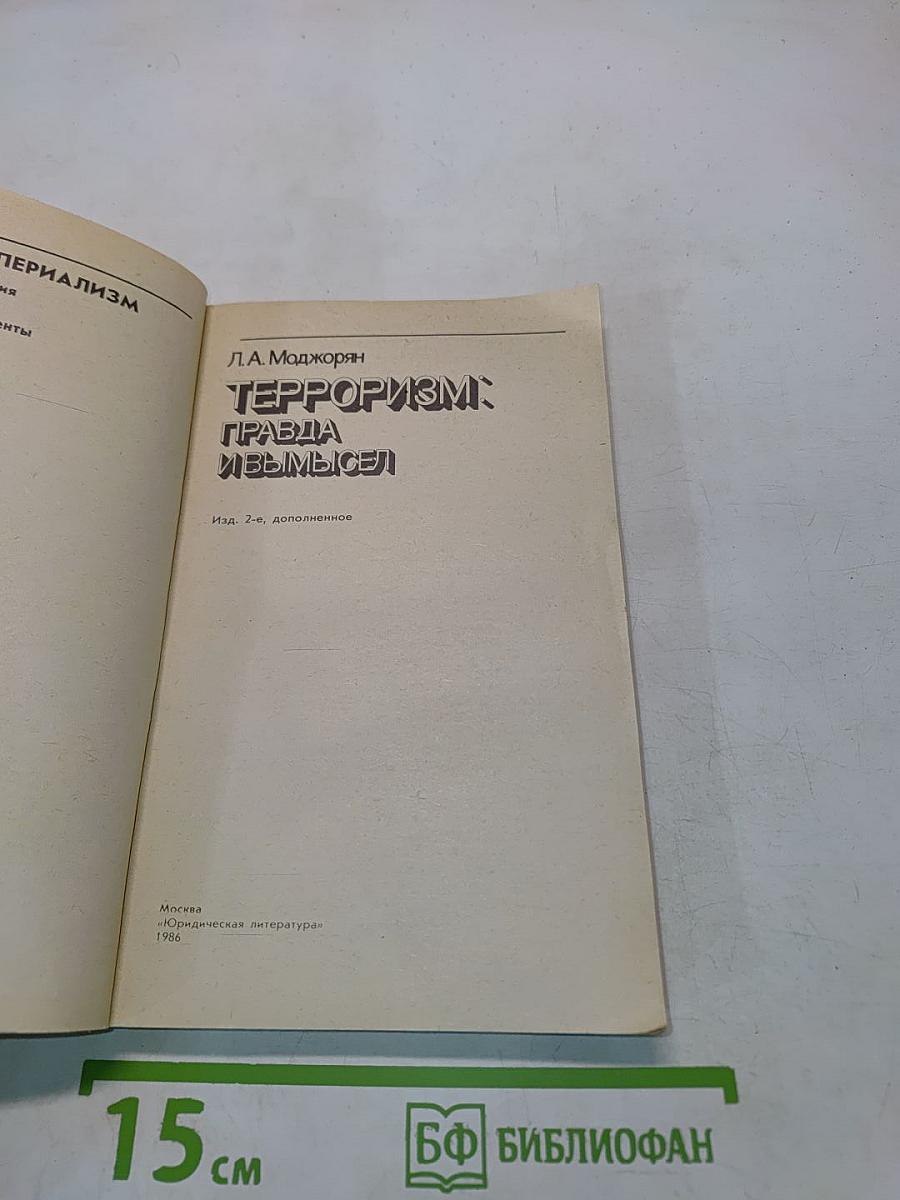 ПЕРИАЛИЗМ
ия
енты
Л.А. Моджорян
ТЕРРОРИЗМ:
ПРАВДА
И ВЫМЫСЕЛ
Изд. 2-е, дополненное
Москва
«Юридическая литература»
1986
15 см
БФ БИБЛИОФАН